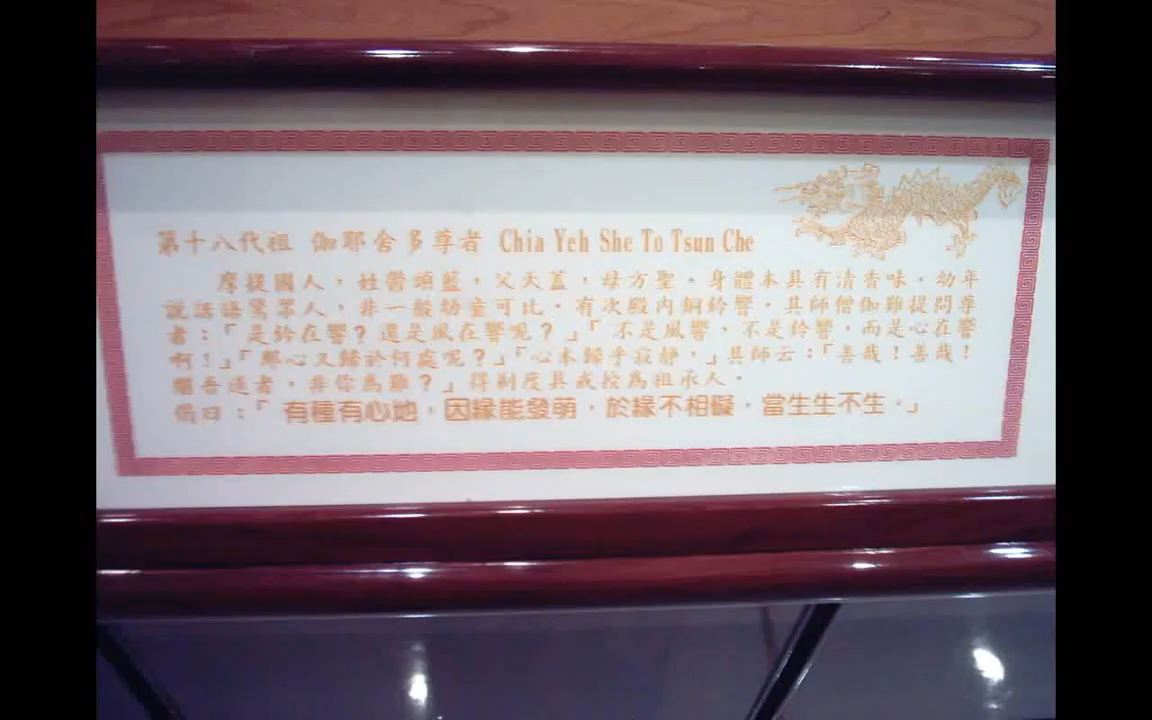 第十八代祖 伽耶舍多尊者 Chia Yeh She To Tsun Che
摩提國人，姓鬱頭藍，父天蓋，母方聖。身體本具有清香味。幼年
說話語驚眾人，非一般幼童可比。有次殿內銅鈴響。其師僧伽難提問尊
者：「是鈴在響？還是風在響呢？」「不是風響，不是鈴響，而是心在響
啊！」「那心又歸於何處呢？」「心本歸乎寂靜，」其師云：「善哉！善哉！
繼吾道者，非你為難？」得剃度具戒授為祖承人。
偈曰：「有種有心地，因緣能發萌，於緣不相礙，當生生不生。」